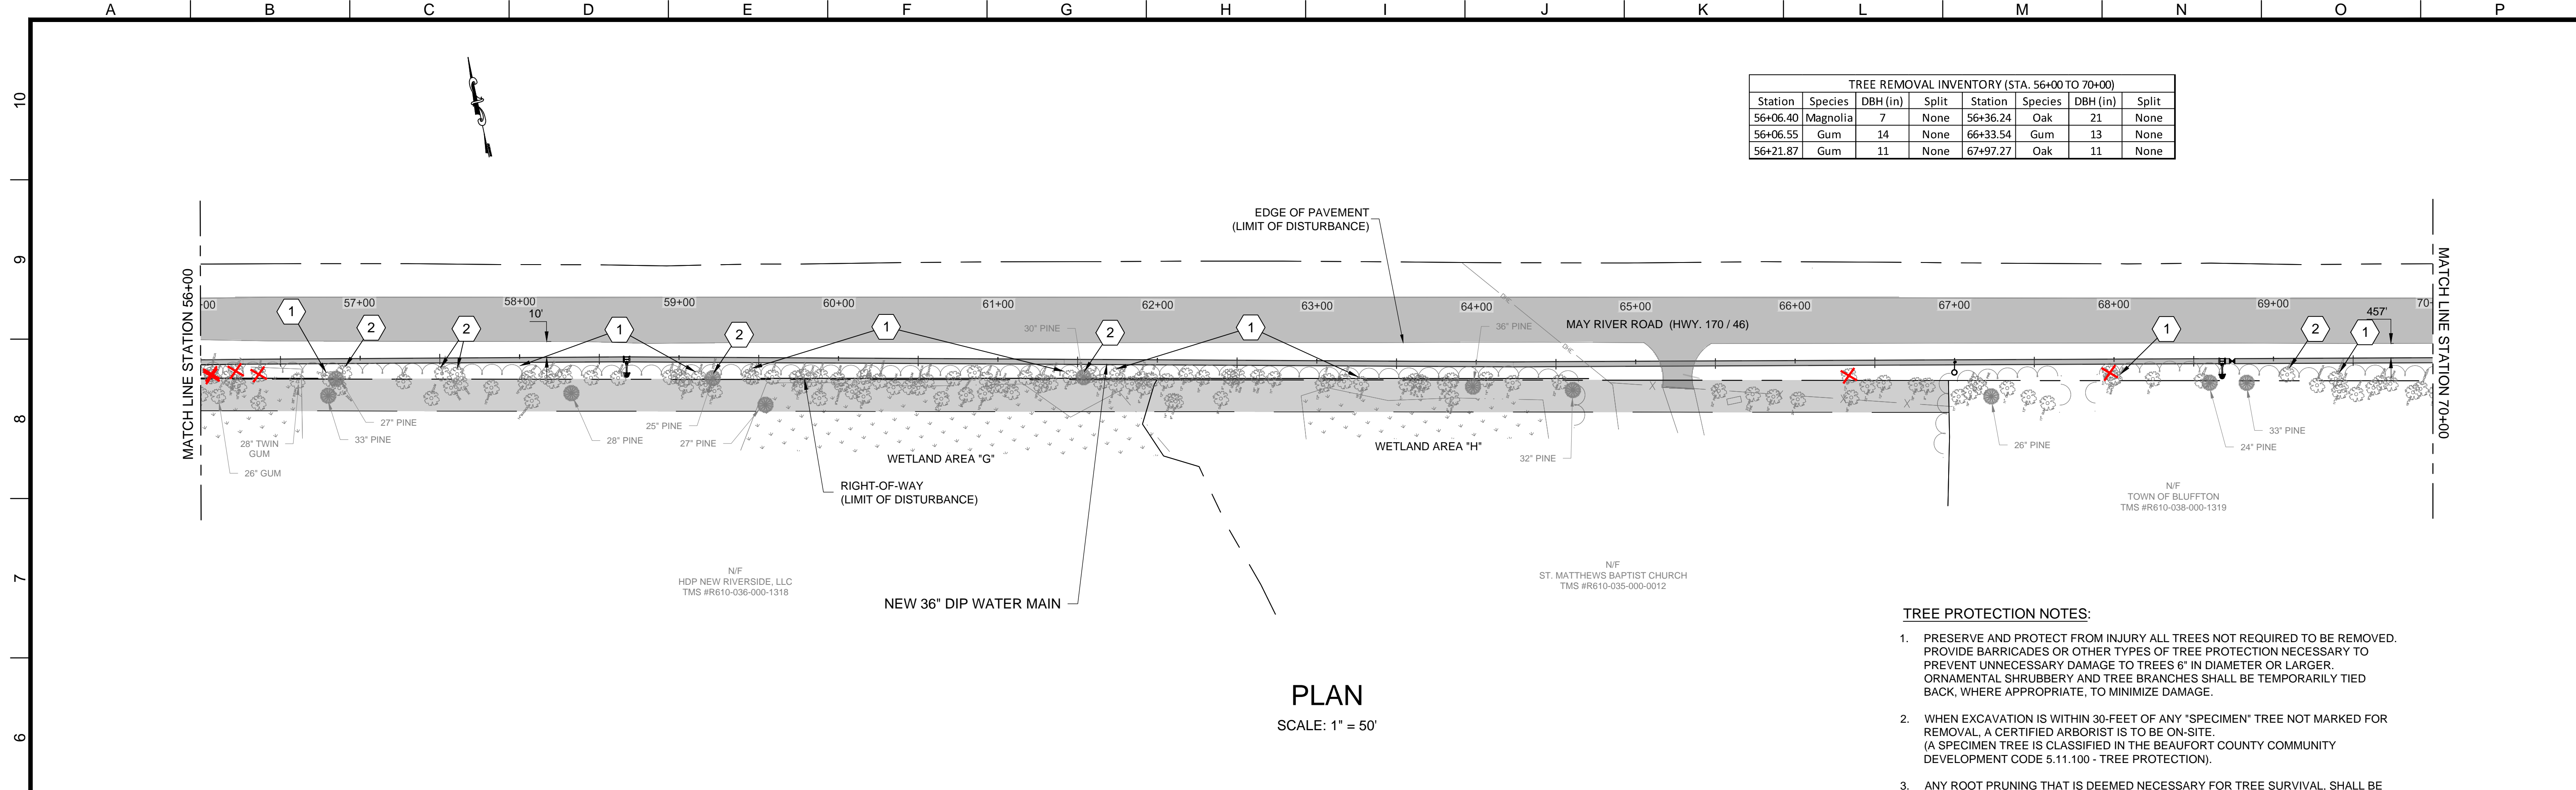 A B C D E F G H I J K L M N O P
10
9
8
7
6
TREE REMOVAL INVENTORY (STA. 56+00 TO 70+00)
Station Species DBH (in) Split Station Species DBH (in) Split
56+06.40 Magnolia 7 None 56+36.24 Oak 21 None
56+06.55 Gum 14 None 66+33.54 Gum 13 None
56+21.87 Gum 11 None 67+97.27 Oak 11 None
EDGE OF PAVEMENT
(LIMIT OF DISTURBANCE)
MATCH LINE STATION 56+00
MATCH LINE STATION 70+00
+00 57+00 58+00 59+00 60+00 61+00 62+00 63+00 64+00 65+00 66+00 67+00 68+00 69+00 70+
1 2 2 1 2 1 2 1 1 2 1
10'
457'
30" PINE
36" PINE
MAY RIVER ROAD (HWY. 170 / 46)
OHE
OHE
27" PINE
33" PINE
28" TWIN
GUM
26" GUM
28" PINE
25" PINE
27" PINE
32" PINE
26" PINE
33" PINE
24" PINE
WETLAND AREA "G"
WETLAND AREA "H"
RIGHT-OF-WAY
(LIMIT OF DISTURBANCE)
N/F
TOWN OF BLUFFTON
TMS #R610-038-000-1319
N/F
HDP NEW RIVERSIDE, LLC
TMS #R610-036-000-1318
N/F
ST. MATTHEWS BAPTIST CHURCH
TMS #R610-035-000-0012
NEW 36" DIP WATER MAIN
PLAN
SCALE: 1" = 50'
TREE PROTECTION NOTES:
1. PRESERVE AND PROTECT FROM INJURY ALL TREES NOT REQUIRED TO BE REMOVED.
PROVIDE BARRICADES OR OTHER TYPES OF TREE PROTECTION NECESSARY TO
PREVENT UNNECESSARY DAMAGE TO TREES 6" IN DIAMETER OR LARGER.
ORNAMENTAL SHRUBBERY AND TREE BRANCHES SHALL BE TEMPORARILY TIED
BACK, WHERE APPROPRIATE, TO MINIMIZE DAMAGE.
2. WHEN EXCAVATION IS WITHIN 30-FEET OF ANY "SPECIMEN" TREE NOT MARKED FOR
REMOVAL, A CERTIFIED ARBORIST IS TO BE ON-SITE.
(A SPECIMEN TREE IS CLASSIFIED IN THE BEAUFORT COUNTY COMMUNITY
DEVELOPMENT CODE 5.11.100 - TREE PROTECTION).
3. ANY ROOT PRUNING THAT IS DEEMED NECESSARY FOR TREE SURVIVAL, SHALL BE